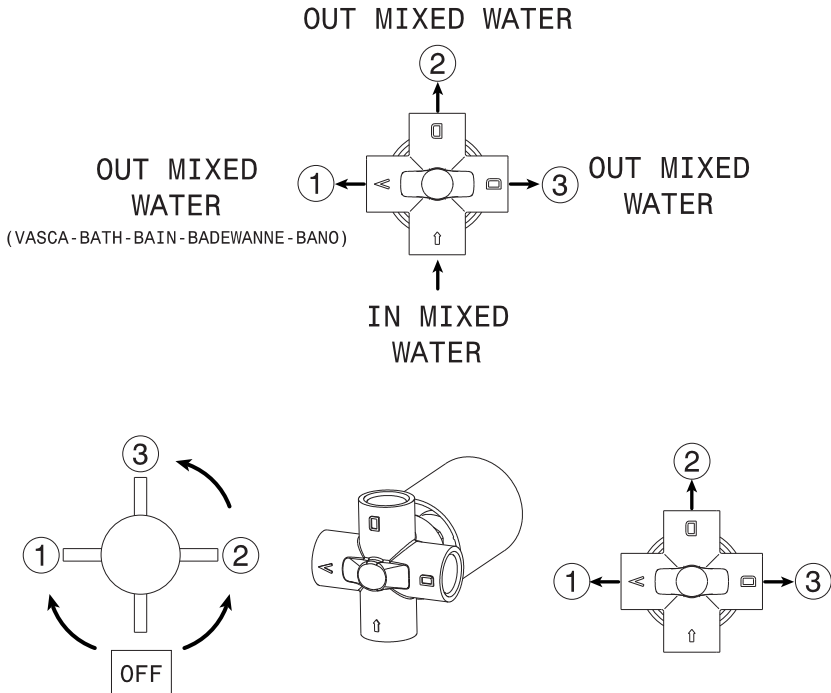 OUT MIXED WATER
2
OUT MIXED
WATER
(VASCA-BATH-BAIN-BADEWANNE-BANO)
1
3
OUT MIXED
WATER
IN MIXED
WATER
3
1
2
OFF
2
1
3